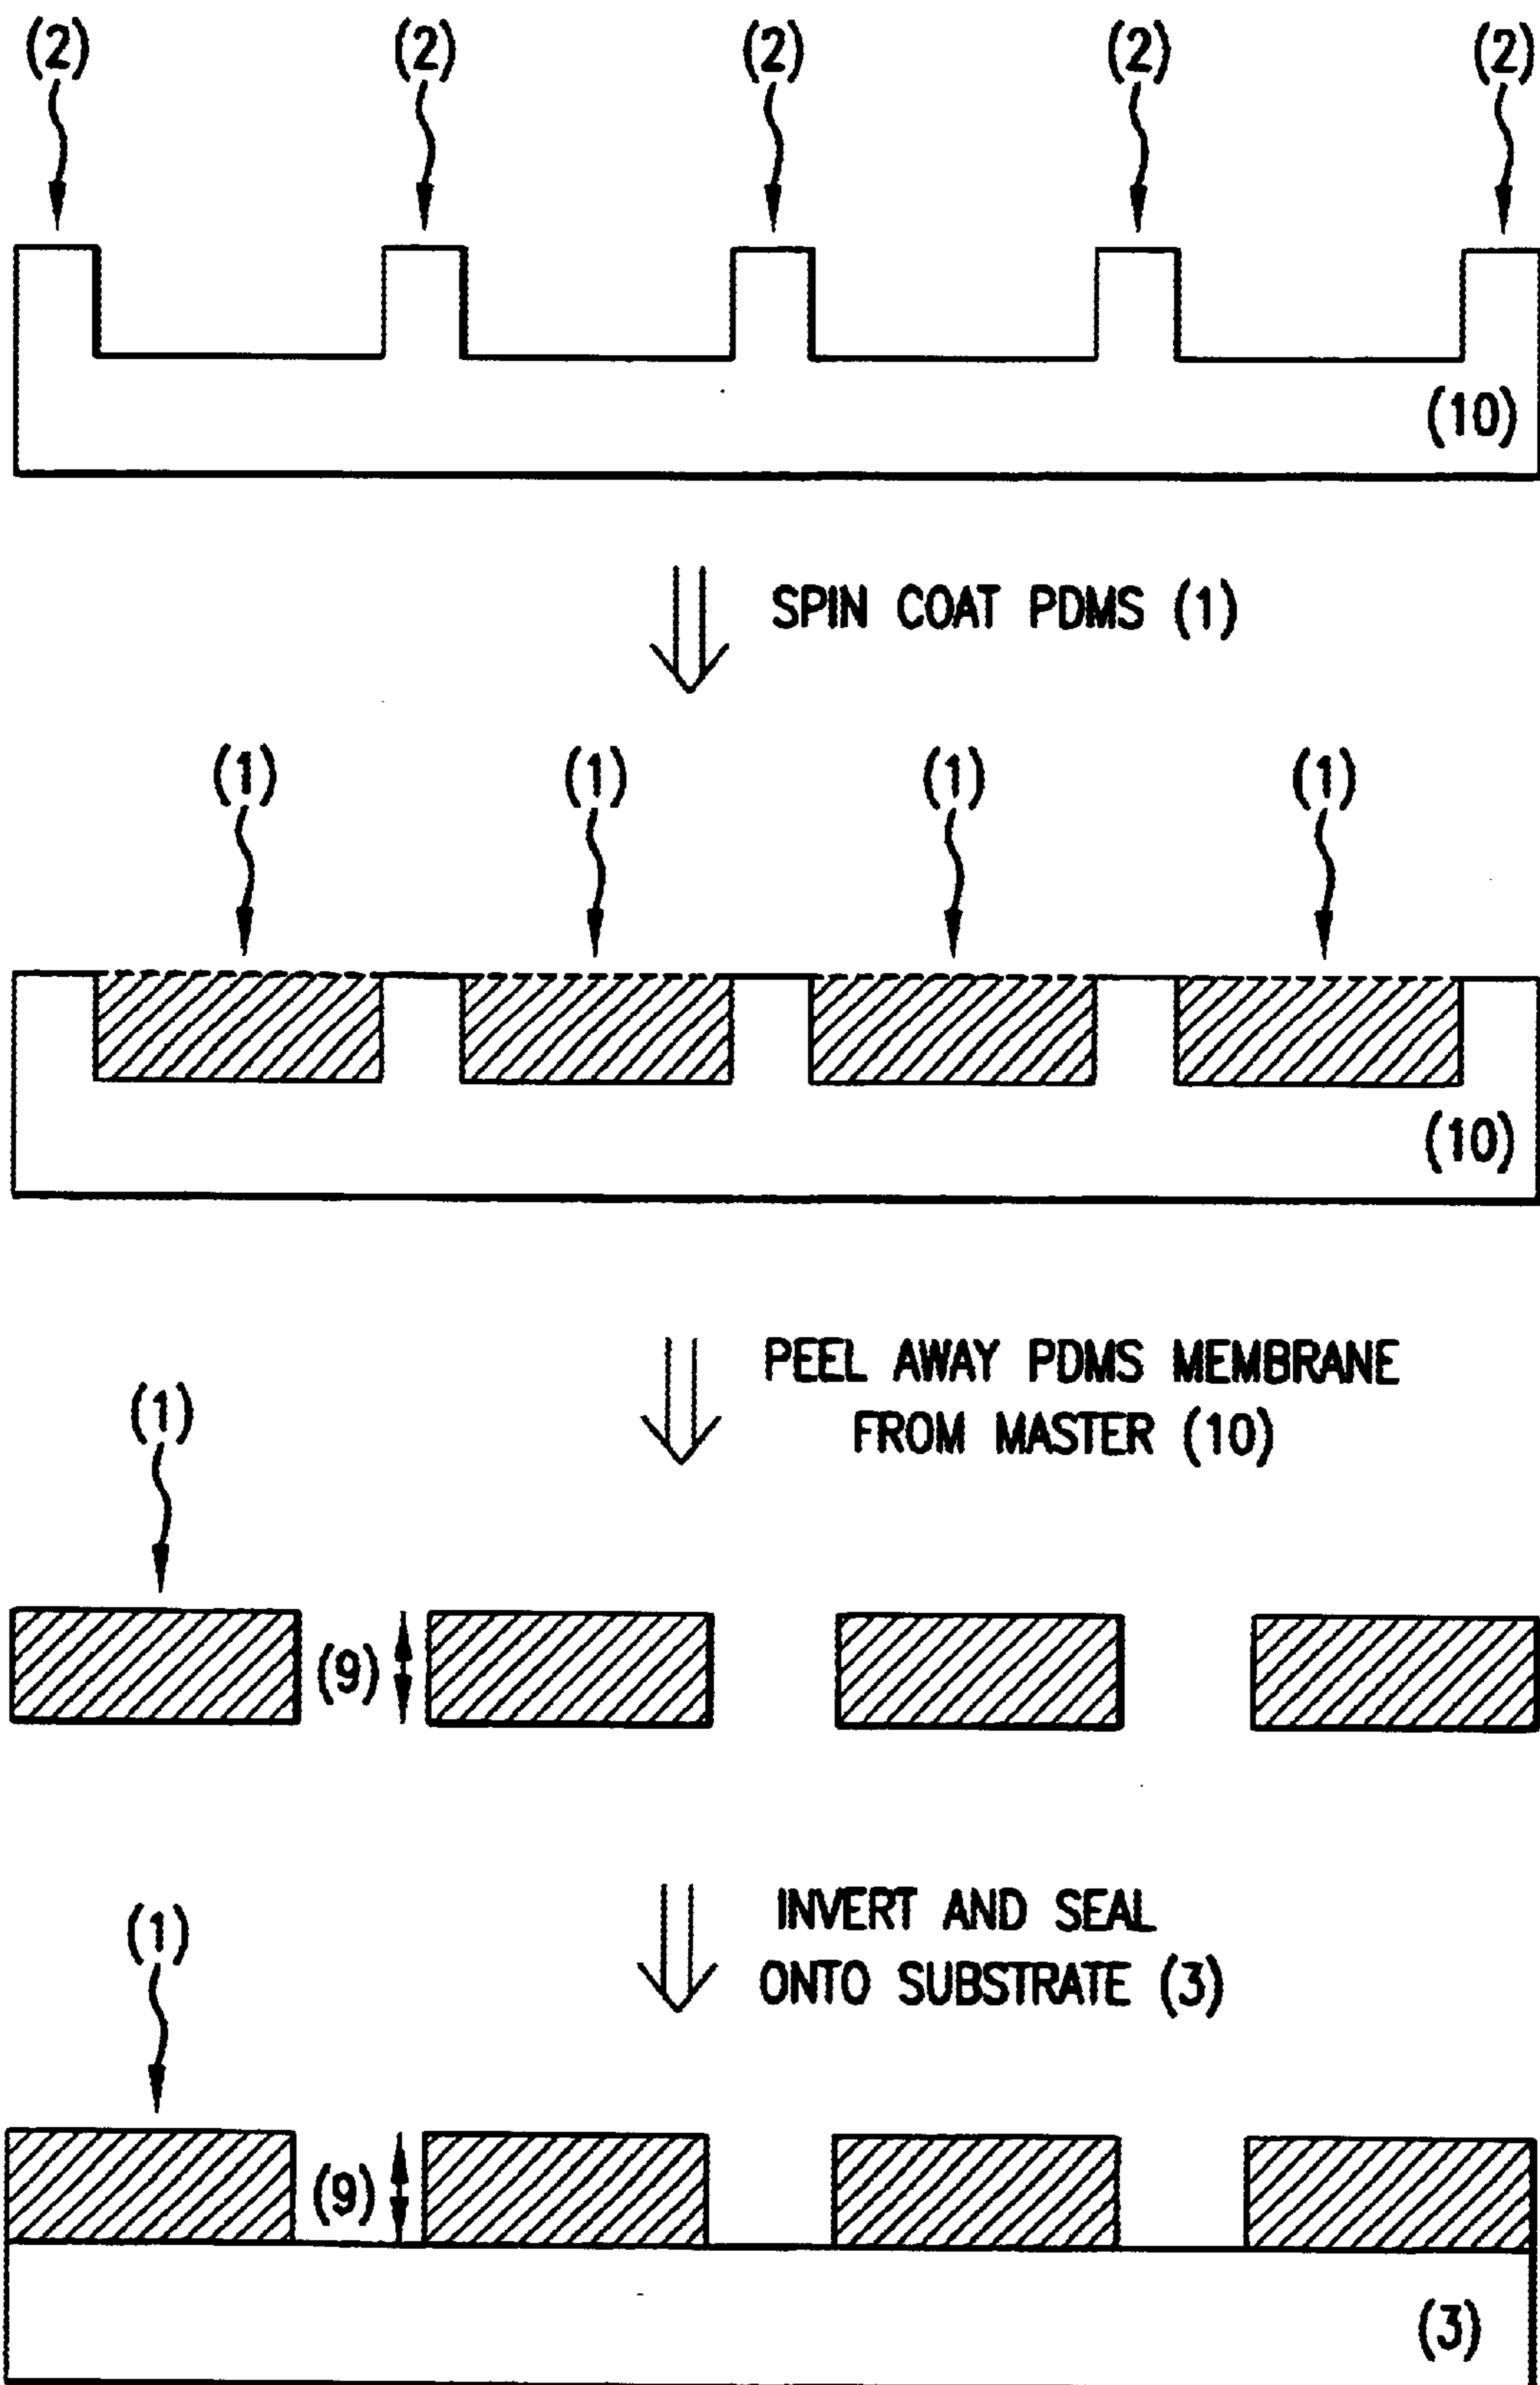 (2) (2) (2) (2) (2)
(10)
SPIN COAT PDMS (1)
(1) (1) (1) (1)
(10)
PEEL AWAY PDMS MEMBRANE
FROM MASTER (10)
(1)
(9)
INVERT AND SEAL
ONTO SUBSTRATE (3)
(1)
(9)
(3)